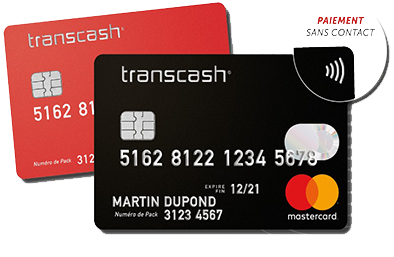 PAIEMENT
SANS CONTACT
transcash®
5162 8
Numéro de Pack 312
transcash®
5162 8122 1234 5678
EXPIRE
FIN 12/21
MARTIN DUPOND
Numéro de Pack 3123 4567
mastercard